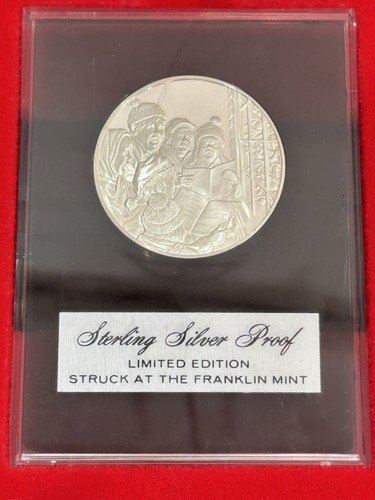 Sterling Silver Proof
LIMITED EDITION
STRUCK AT THE FRANKLIN MINT